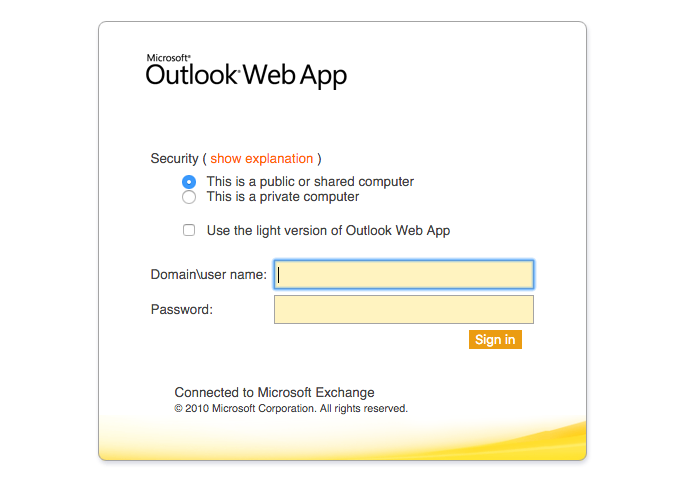 Microsoft®
Outlook® Web App
Security ( show explanation )
This is a public or shared computer
This is a private computer
Use the light version of Outlook Web App
Domain\user name:
Password:
Sign in
Connected to Microsoft Exchange
© 2010 Microsoft Corporation. All rights reserved.